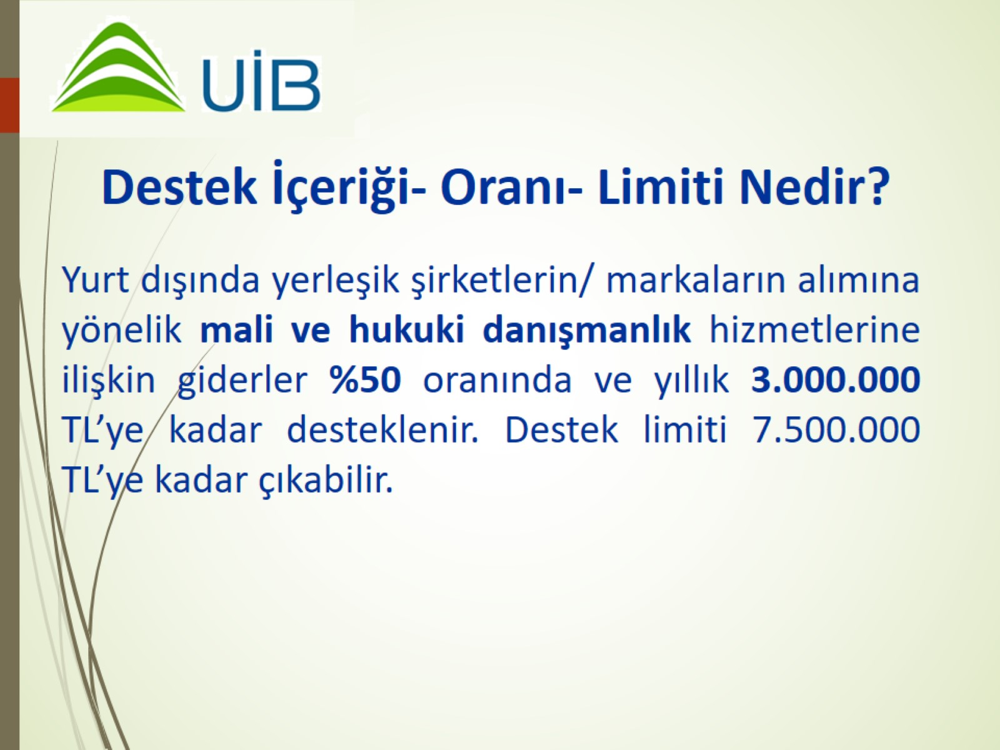 UİB
Destek İçeriği- Oranı- Limiti Nedir?
Yurt dışında yerleşik şirketlerin/ markaların alımına
yönelik mali ve hukuki danışmanlık hizmetlerine
ilişkin giderler %50 oranında ve yıllık 3.000.000
TL’ye kadar desteklenir. Destek limiti 7.500.000
TL’ye kadar çıkabilir.